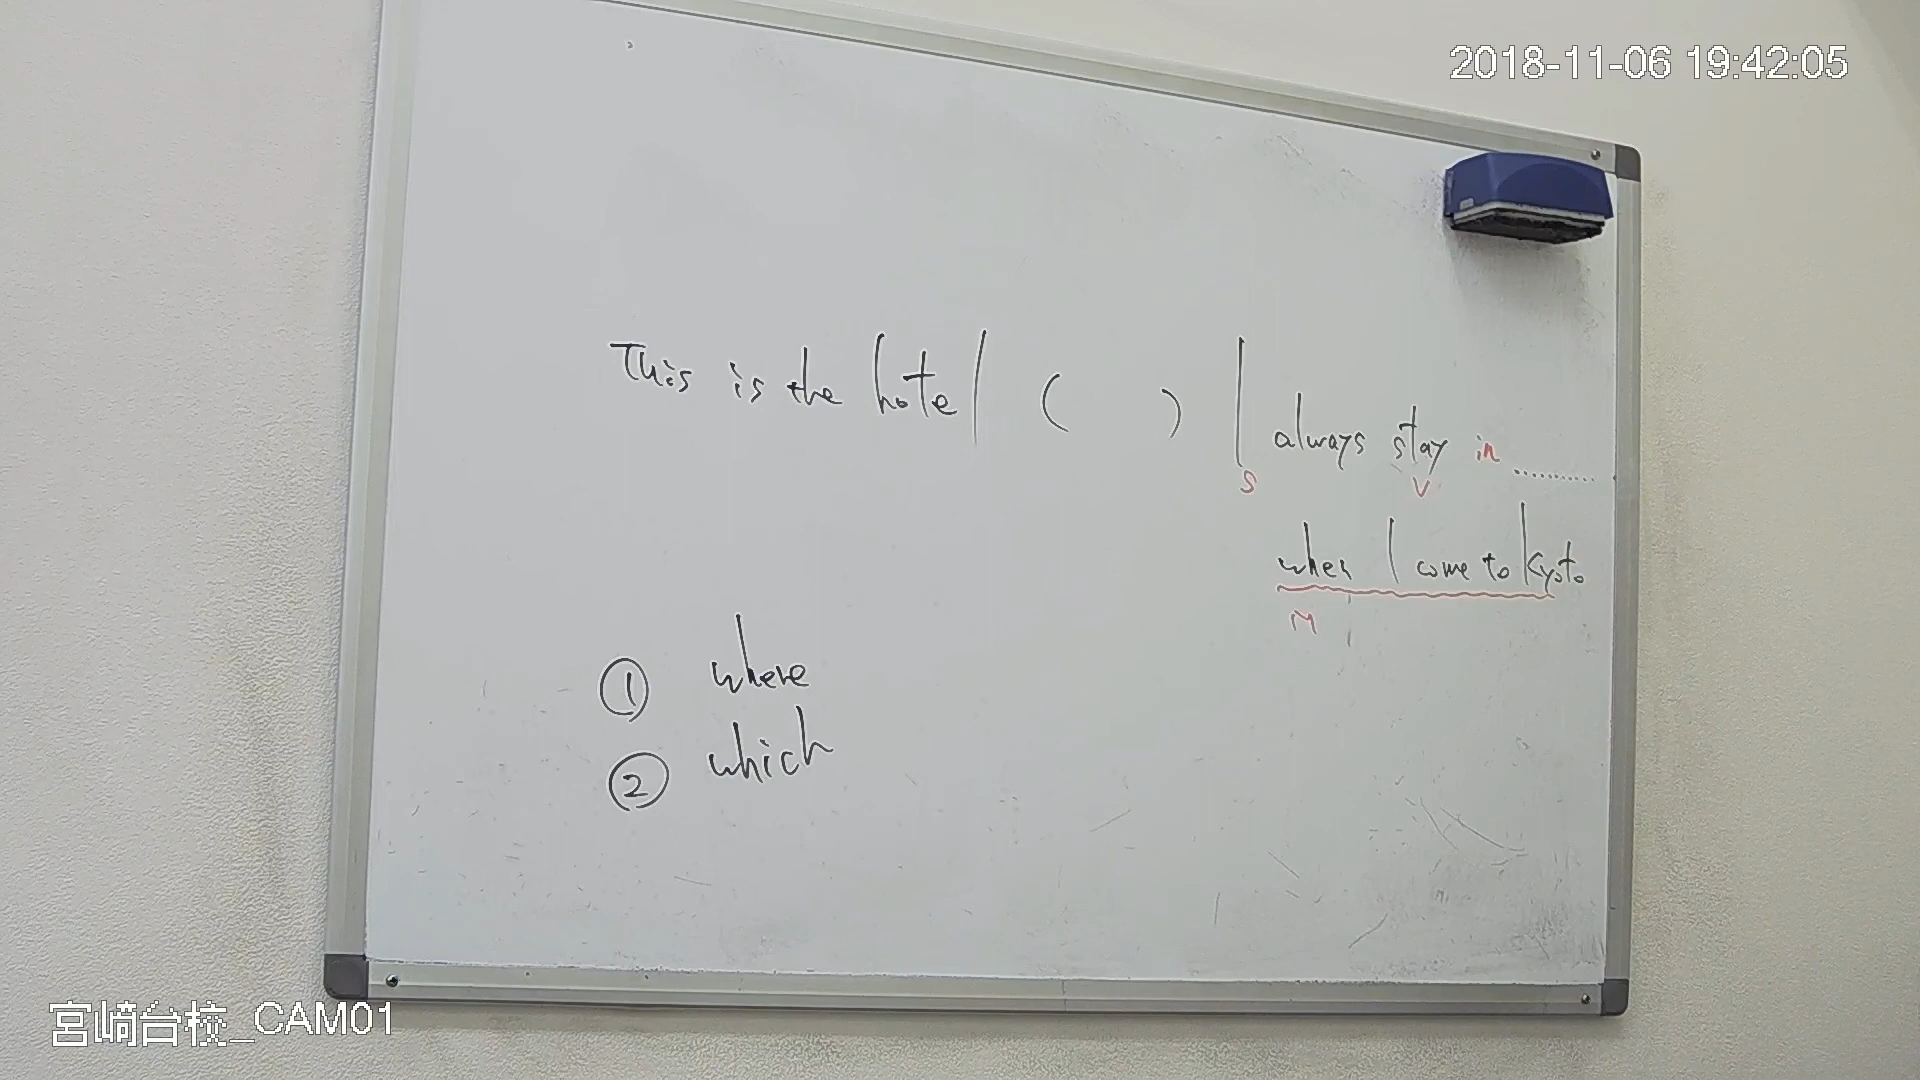 2018-11-06 19:42:05
This is the hotel ( ) I always stay in ..........
S V
when I come to Kyoto
M
① where
② which
宮崎台校_CAM01